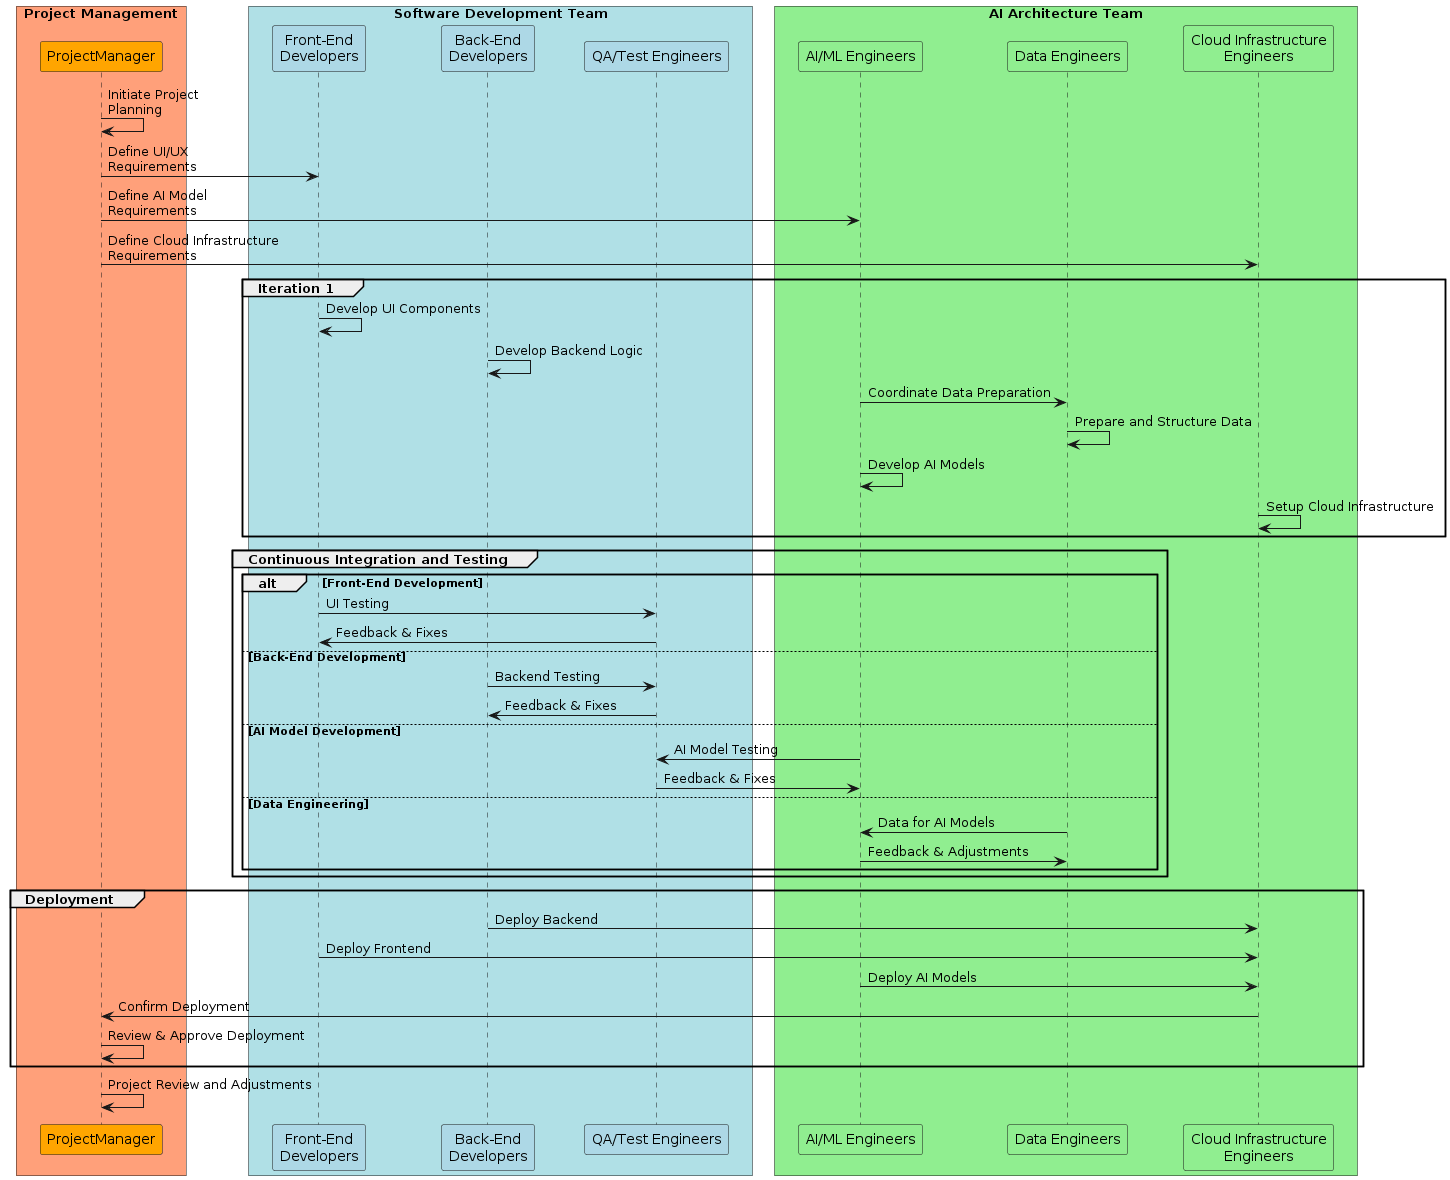 Project Management
Software Development Team
AI Architecture Team
ProjectManager
Front-End
Developers
Back-End
Developers
QA/Test Engineers
AI/ML Engineers
Data Engineers
Cloud Infrastructure
Engineers
Initiate Project
Planning
Define UI/UX
Requirements
Define AI Model
Requirements
Define Cloud Infrastructure
Requirements
Iteration 1
Develop UI Components
Develop Backend Logic
Coordinate Data Preparation
Prepare and Structure Data
Develop AI Models
Setup Cloud Infrastructure
Continuous Integration and Testing
alt [Front-End Development]
UI Testing
Feedback & Fixes
[Back-End Development]
Backend Testing
Feedback & Fixes
[AI Model Development]
AI Model Testing
Feedback & Fixes
[Data Engineering]
Data for AI Models
Feedback & Adjustments
Deployment
Deploy Backend
Deploy Frontend
Deploy AI Models
Confirm Deployment
Review & Approve Deployment
Project Review and Adjustments
ProjectManager
Front-End
Developers
Back-End
Developers
QA/Test Engineers
AI/ML Engineers
Data Engineers
Cloud Infrastructure
Engineers